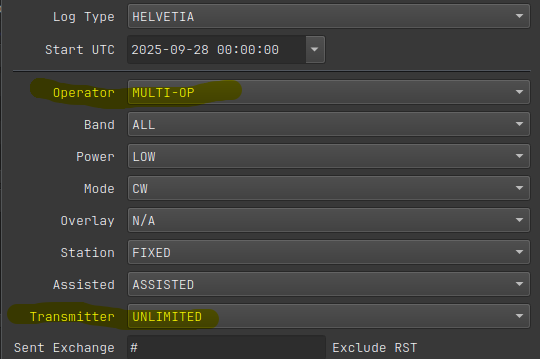 Log Type HELVETIA
Start UTC 2025-09-28 00:00:00
Operator MULTI-OP
Band ALL
Power LOW
Mode CW
Overlay N/A
Station FIXED
Assisted ASSISTED
Transmitter UNLIMITED
Sent Exchange # Exclude RST